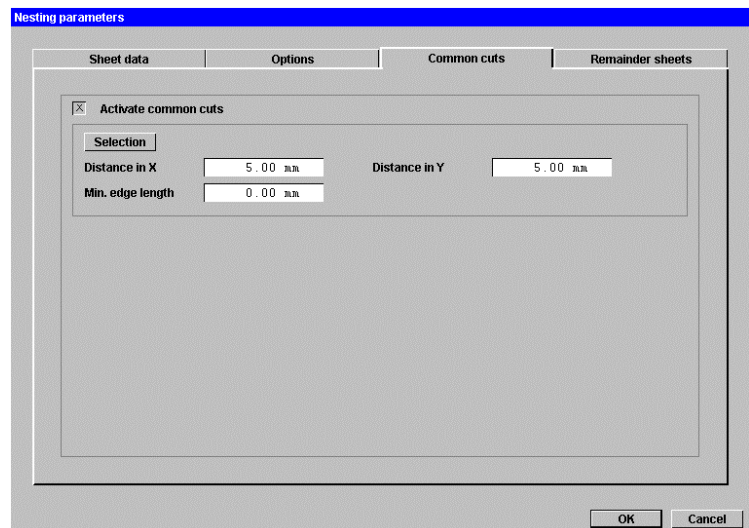 Nesting parameters
Sheet data Options Common cuts Remainder sheets
X Activate common cuts
Selection
Distance in X 5.00 mm Distance in Y 5.00 mm
Min. edge length 0.00 mm
OK Cancel